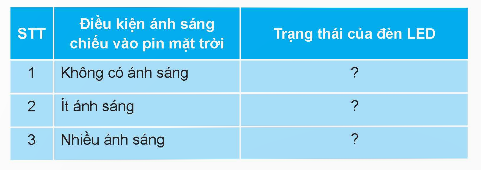 STT Điều kiện ánh sáng chiếu vào pin mặt trời Trạng thái của đèn LED
1 Không có ánh sáng ?
2 Ít ánh sáng ?
3 Nhiều ánh sáng ?